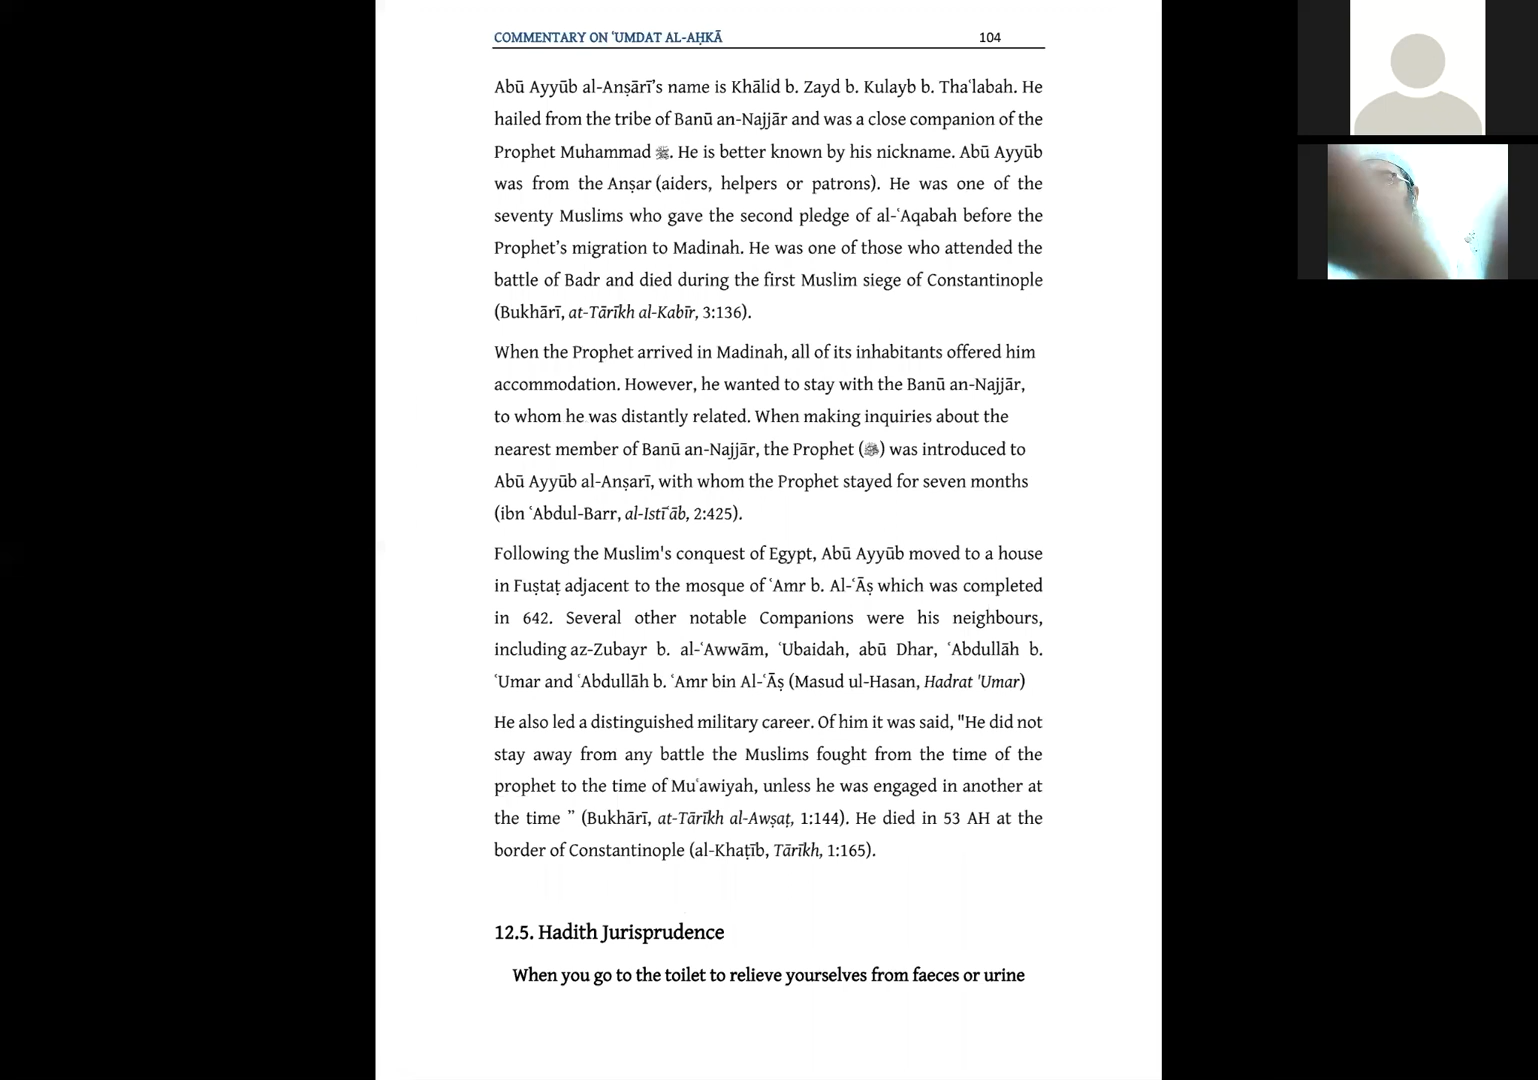 COMMENTARY ON ʿUMDAT AL-AḤKĀ 104
Abū Ayyūb al-Anṣārī’s name is Khālid b. Zayd b. Kulayb b. Thaʿlabah. He
hailed from the tribe of Banū an-Najjār and was a close companion of the
Prophet Muhammad ﷺ. He is better known by his nickname. Abū Ayyūb
was from the Anṣar (aiders, helpers or patrons). He was one of the
seventy Muslims who gave the second pledge of al-ʿAqabah before the
Prophet’s migration to Madinah. He was one of those who attended the
battle of Badr and died during the first Muslim siege of Constantinople
(Bukhārī, at-Tārīkh al-Kabīr, 3:136).
When the Prophet arrived in Madinah, all of its inhabitants offered him
accommodation. However, he wanted to stay with the Banū an-Najjār,
to whom he was distantly related. When making inquiries about the
nearest member of Banū an-Najjār, the Prophet (ﷺ) was introduced to
Abū Ayyūb al-Anṣarī, with whom the Prophet stayed for seven months
(ibn ʿAbdul-Barr, al-Istīʿāb, 2:425).
Following the Muslim's conquest of Egypt, Abū Ayyūb moved to a house
in Fuṣtaṭ adjacent to the mosque of ʿAmr b. Al-ʿĀṣ which was completed
in 642. Several other notable Companions were his neighbours,
including az-Zubayr b. al-ʿAwwām, ʿUbaidah, abū Dhar, ʿAbdullāh b.
ʿUmar and ʿAbdullāh b. ʿAmr bin Al-ʿĀṣ (Masud ul-Hasan, Hadrat 'Umar)
He also led a distinguished military career. Of him it was said, "He did not
stay away from any battle the Muslims fought from the time of the
prophet to the time of Muʿawiyah, unless he was engaged in another at
the time ” (Bukhārī, at-Tārīkh al-Awṣaṭ, 1:144). He died in 53 AH at the
border of Constantinople (al-Khaṭīb, Tārīkh, 1:165).
12.5. Hadith Jurisprudence
When you go to the toilet to relieve yourselves from faeces or urine